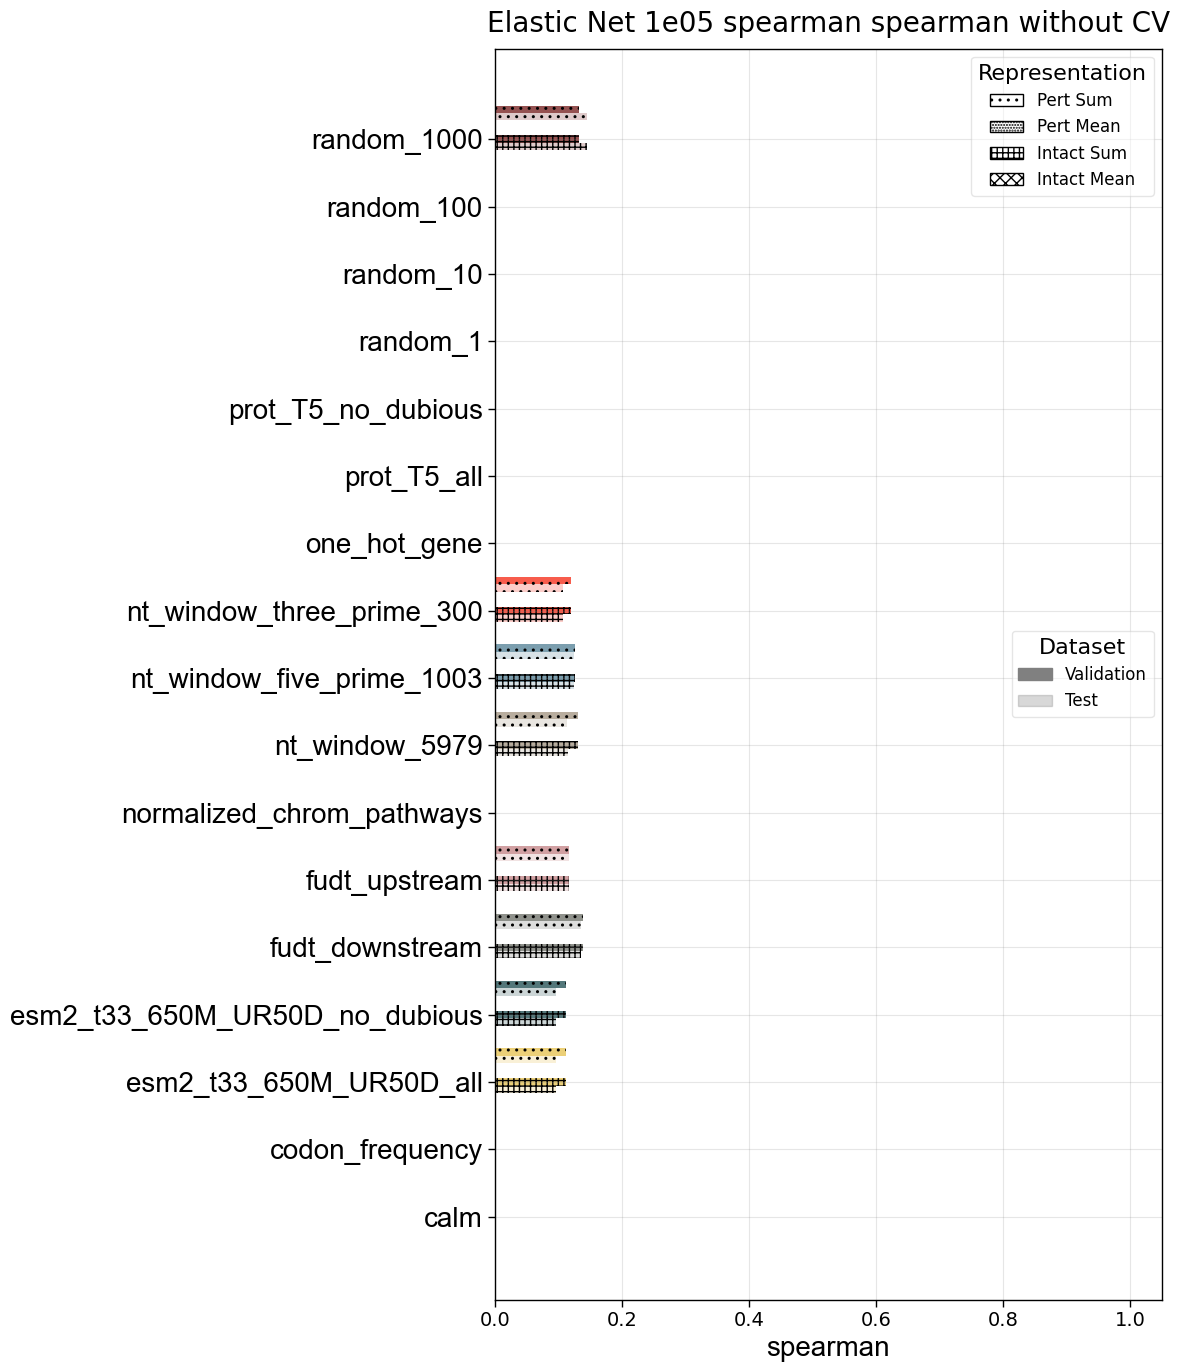 Elastic Net 1e05 spearman spearman without CV
Representation
Pert Sum
Pert Mean
Intact Sum
Intact Mean
random_1000
random_100
random_10
random_1
prot_T5_no_dubious
prot_T5_all
one_hot_gene
nt_window_three_prime_300
nt_window_five_prime_1003
nt_window_5979
normalized_chrom_pathways
fudt_upstream
fudt_downstream
esm2_t33_650M_UR50D_no_dubious
esm2_t33_650M_UR50D_all
codon_frequency
calm
Dataset
Validation
Test
0.0 0.2 0.4 0.6 0.8 1.0
spearman